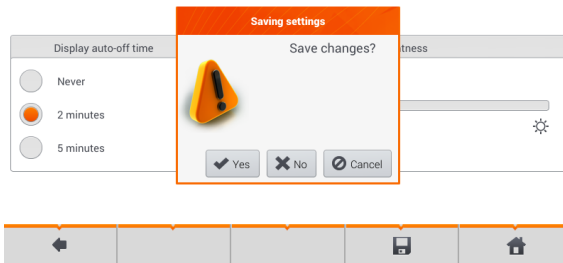 Saving settings
Save changes?
Display auto-off time
tness
Never
2 minutes
5 minutes
Yes
No
Cancel